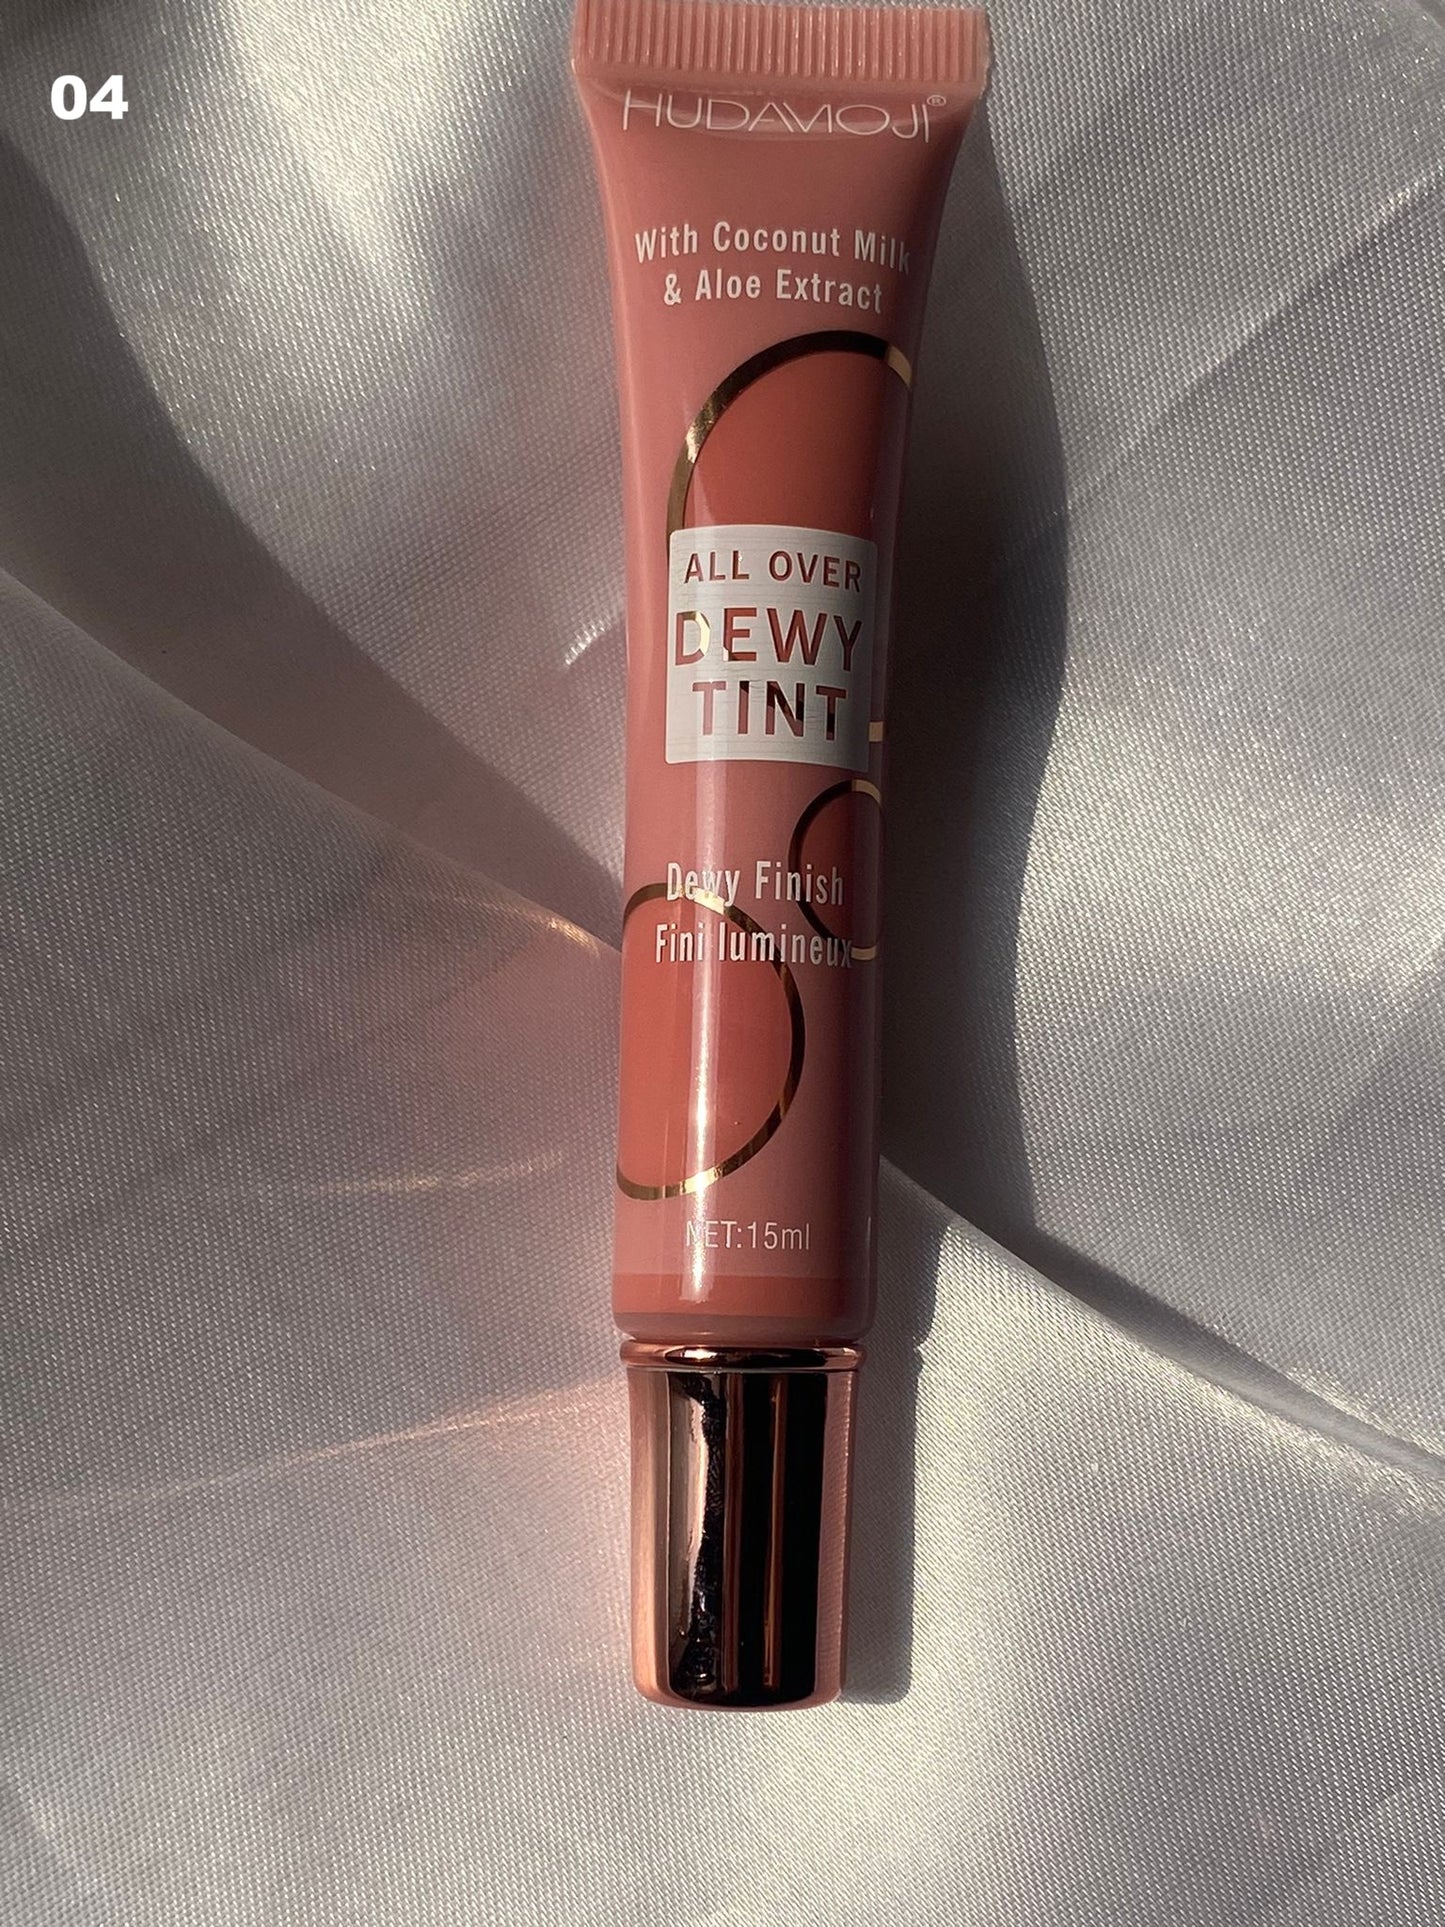 04
HUDAMOJI®
With Coconut Milk
& Aloe Extract
ALL OVER
DEWY
TINT
Dewy Finish
Fini lumineux
NET:15ml